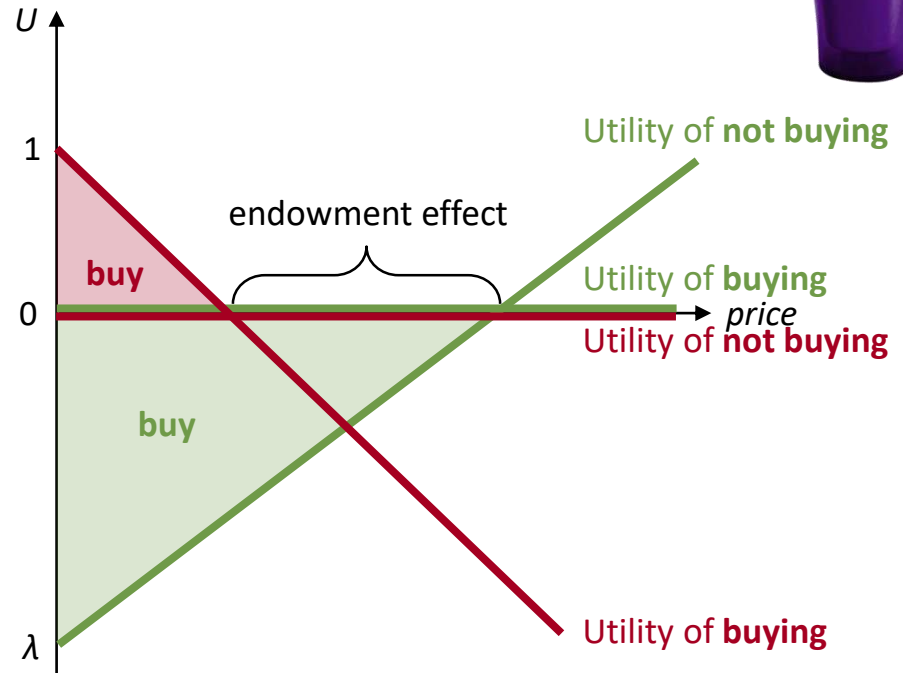 U
Utility of not buying
1
endowment effect
buy
Utility of buying
0
price
Utility of not buying
buy
Utility of buying
λ